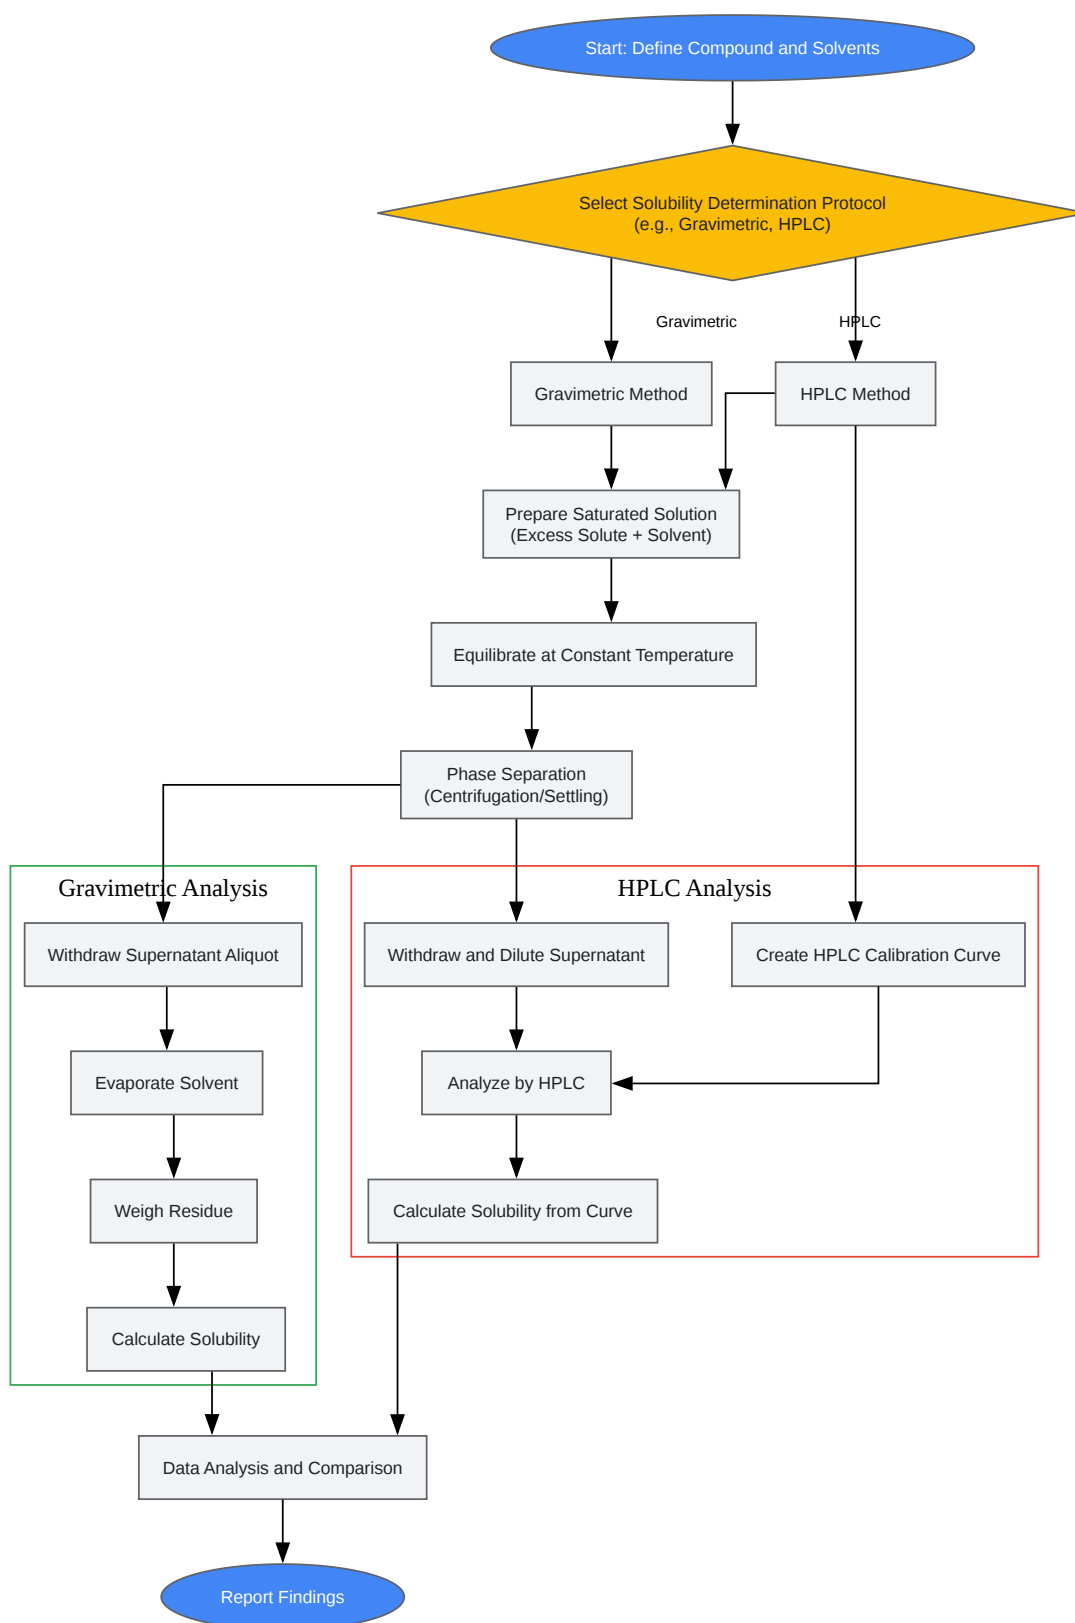 Start: Define Compound and Solvents
Select Solubility Determination Protocol
(e.g., Gravimetric, HPLC)
Gravimetric
HPLC
Gravimetric Method
HPLC Method
Prepare Saturated Solution
(Excess Solute + Solvent)
Equilibrate at Constant Temperature
Phase Separation
(Centrifugation/Settling)
Gravimetric Analysis
HPLC Analysis
Withdraw Supernatant Aliquot
Withdraw and Dilute Supernatant
Create HPLC Calibration Curve
Evaporate Solvent
Analyze by HPLC
Weigh Residue
Calculate Solubility from Curve
Calculate Solubility
Data Analysis and Comparison
Report Findings